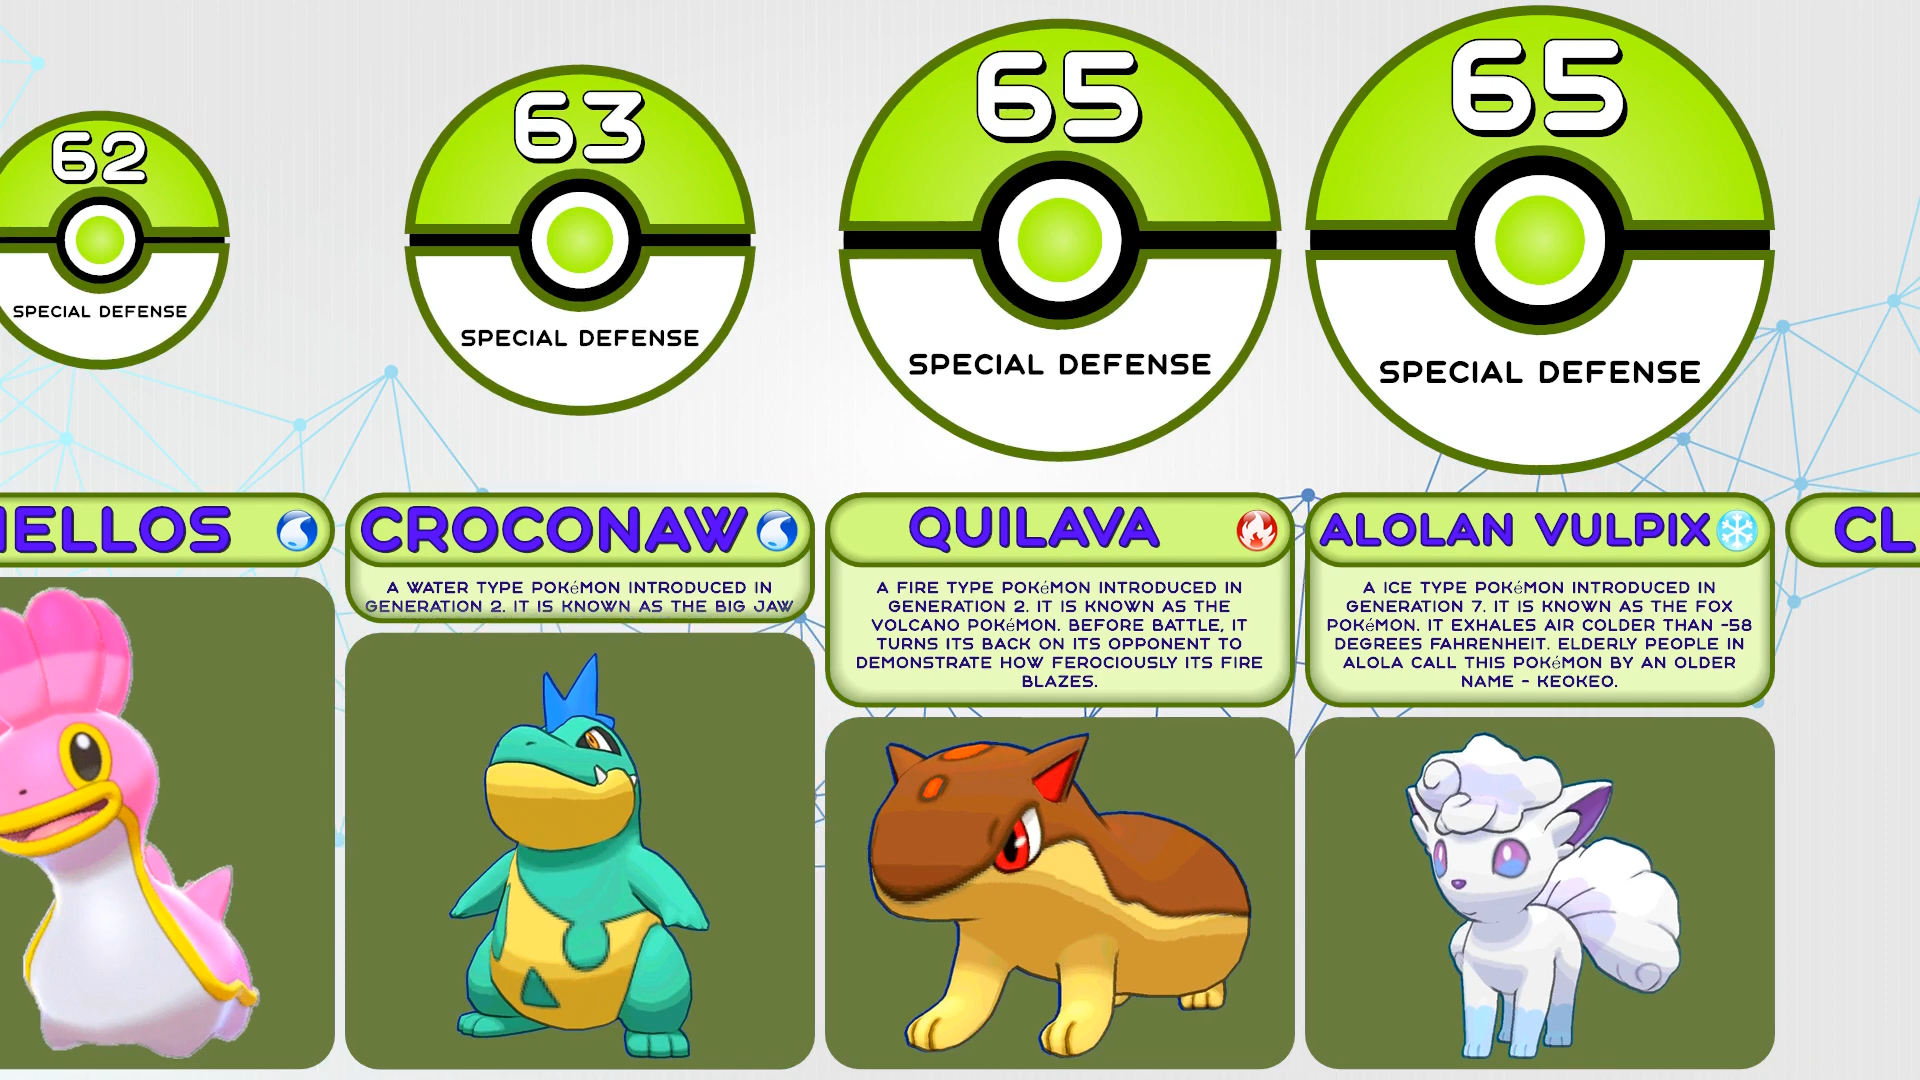 62
SPECIAL DEFENSE
63
SPECIAL DEFENSE
65
SPECIAL DEFENSE
65
SPECIAL DEFENSE
ELLOS
CROCONAW
A WATER TYPE POKéMON INTRODUCED IN
GENERATION 2. IT IS KNOWN AS THE BIG JAW
QUILAVA
A FIRE TYPE POKéMON INTRODUCED IN
GENERATION 2. IT IS KNOWN AS THE
VOLCANO POKéMON. BEFORE BATTLE, IT
TURNS ITS BACK ON ITS OPPONENT TO
DEMONSTRATE HOW FEROCIOUSLY ITS FIRE
BLAZES.
ALOLAN VULPIX
A ICE TYPE POKéMON INTRODUCED IN
GENERATION 7. IT IS KNOWN AS THE FOX
POKéMON. IT EXHALES AIR COLDER THAN -58
DEGREES FAHRENHEIT. ELDERLY PEOPLE IN
ALOLA CALL THIS POKéMON BY AN OLDER
NAME - KEOKEO.
CL